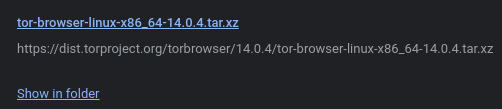 tor-browser-linux-x86_64-14.0.4.tar.xz
https://dist.torproject.org/torbrowser/14.0.4/tor-browser-linux-x86_64-14.0.4.tar.xz
Show in folder